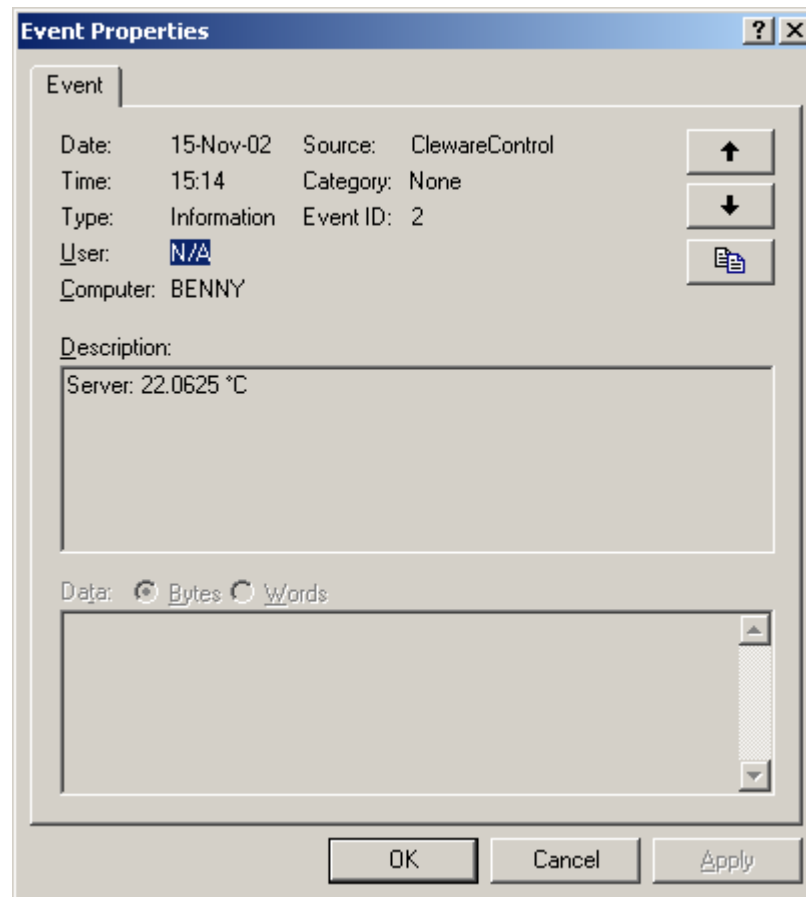 Event Properties
Event
Date: 15-Nov-02 Source: ClewareControl
Time: 15:14 Category: None
Type: Information Event ID: 2
User: N/A
Computer: BENNY
Description:
Server: 22.0625 °C
Data: Bytes Words
OK Cancel Apply